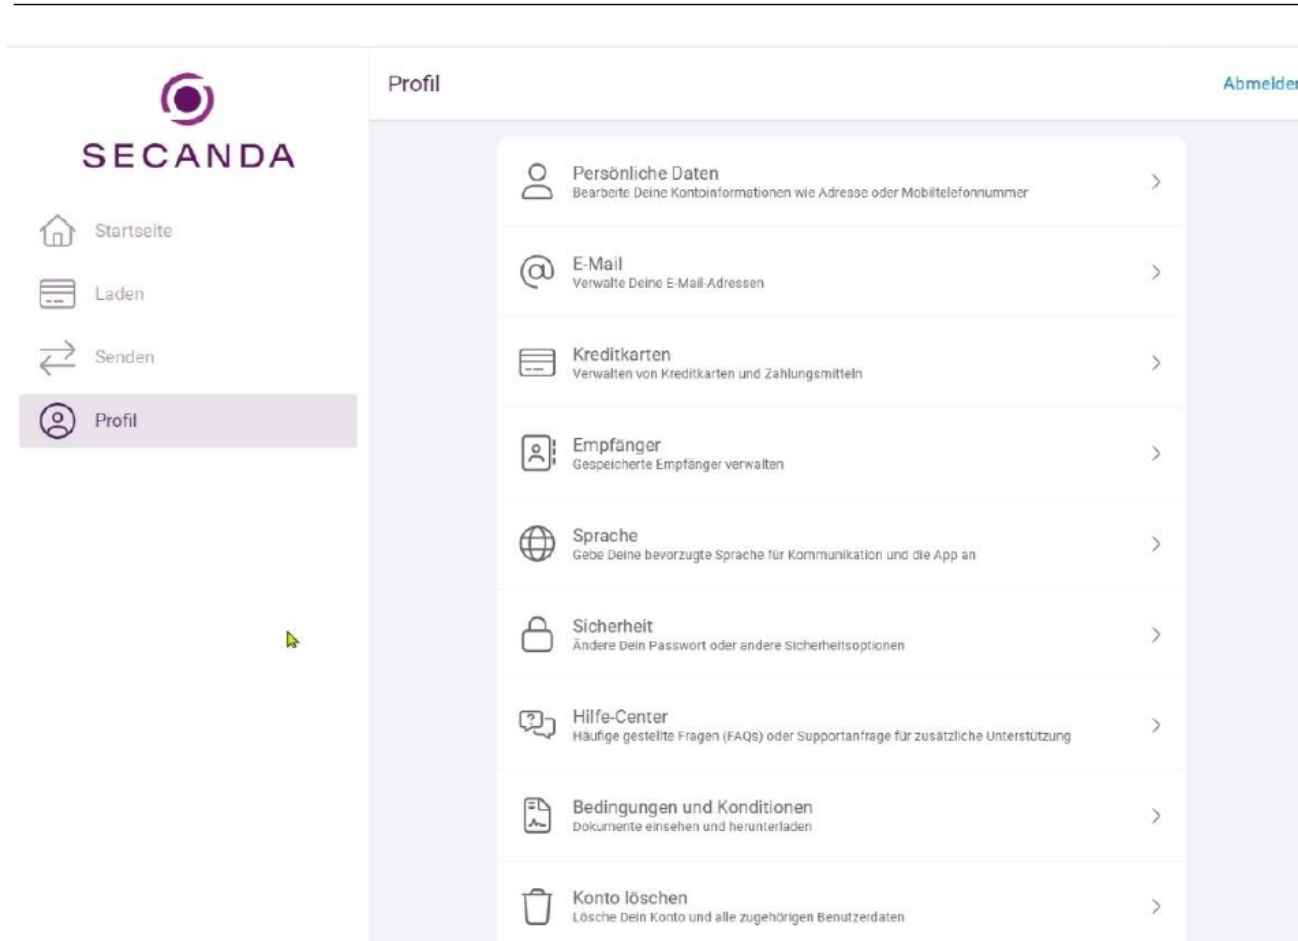 SECANDA
Startseite
Laden
Senden
Profil
Profil
Abmelden
Persönliche Daten
Bearbeite Deine Kontoinformationen wie Adresse oder Mobiltelefonnummer
E-Mail
Verwalte Deine E-Mail-Adressen
Kreditkarten
Verwalten von Kreditkarten und Zahlungsmitteln
Empfänger
Gespeicherte Empfänger verwalten
Sprache
Gebe Deine bevorzugte Sprache für Kommunikation und die App an
Sicherheit
Ändere Dein Passwort oder andere Sicherheitsoptionen
Hilfe-Center
Häufige gestellte Fragen (FAQs) oder Supportanfrage für zusätzliche Unterstützung
Bedingungen und Konditionen
Dokumente einsehen und herunterladen
Konto löschen
Lösche Dein Konto und alle zugehörigen Benutzerdaten